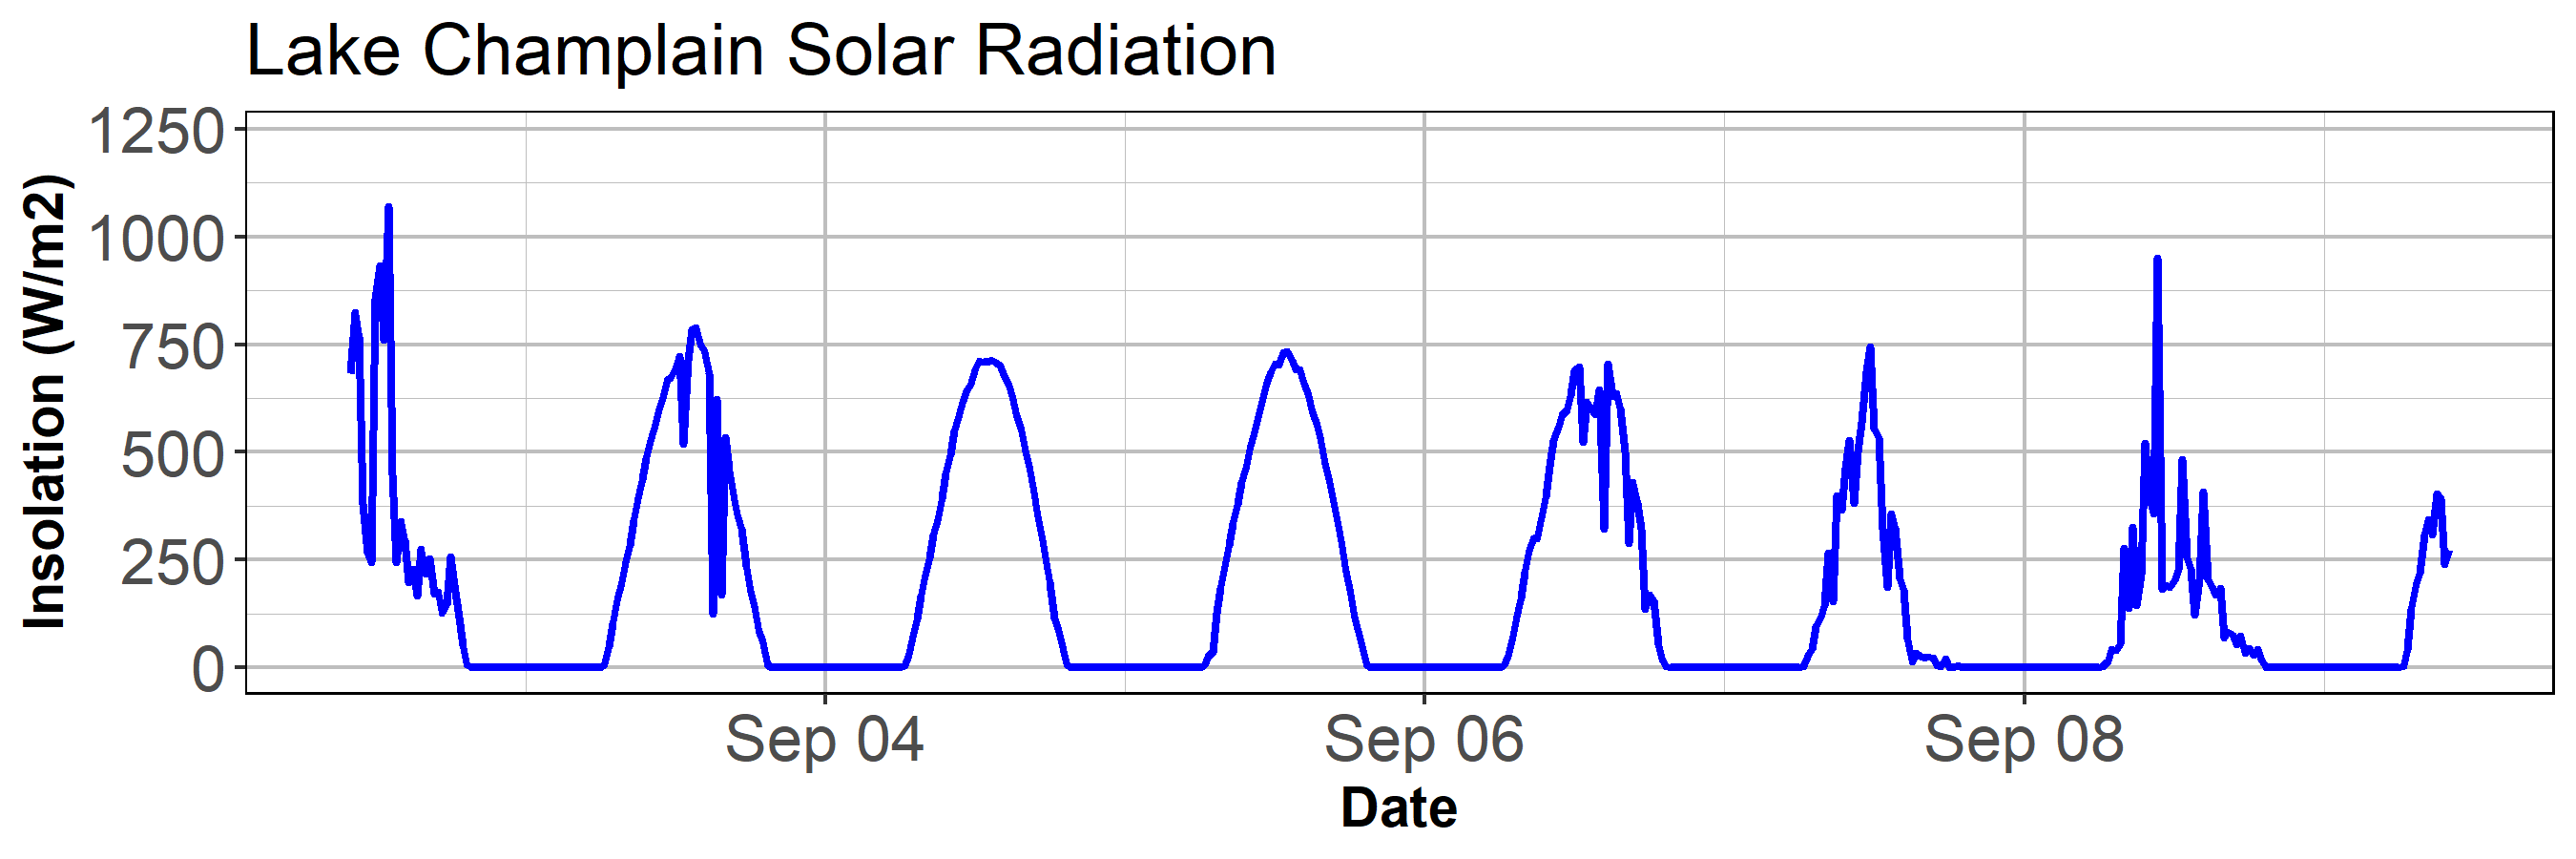 Lake Champlain Solar Radiation
Insolation (W/m2)
1250
1000
750
500
250
0
Sep 04
Sep 06
Sep 08
Date